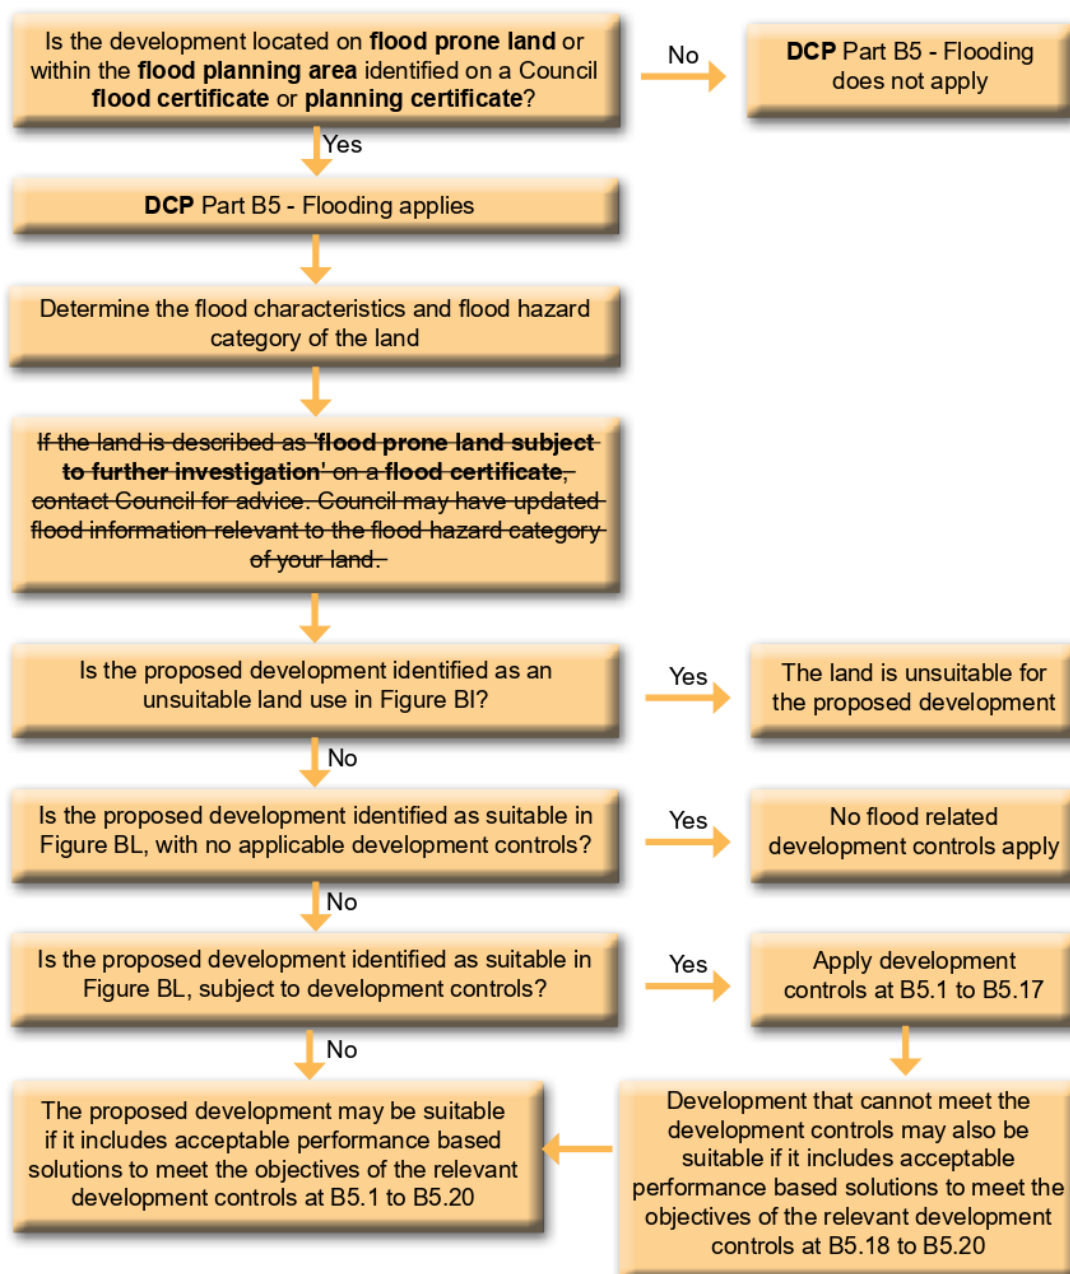 Is the development located on flood prone land or
within the flood planning area identified on a Council
flood certificate or planning certificate?
No
DCP Part B5 - Flooding
does not apply
Yes
DCP Part B5 - Flooding applies
Determine the flood characteristics and flood hazard
category of the land
If the land is described as 'flood prone land subject
to further investigation' on a flood certificate,
contact Council for advice. Council may have updated
flood information relevant to the flood hazard category
of your land.
Is the proposed development identified as an
unsuitable land use in Figure BI?
Yes
The land is unsuitable for
the proposed development
No
Is the proposed development identified as suitable in
Figure BL, with no applicable development controls?
Yes
No flood related
development controls apply
No
Is the proposed development identified as suitable in
Figure BL, subject to development controls?
Yes
Apply development
controls at B5.1 to B5.17
No
The proposed development may be suitable
if it includes acceptable performance based
solutions to meet the objectives of the relevant
development controls at B5.1 to B5.20
Development that cannot meet the
development controls may also be
suitable if it includes acceptable
performance based solutions to meet the
objectives of the relevant development
controls at B5.18 to B5.20